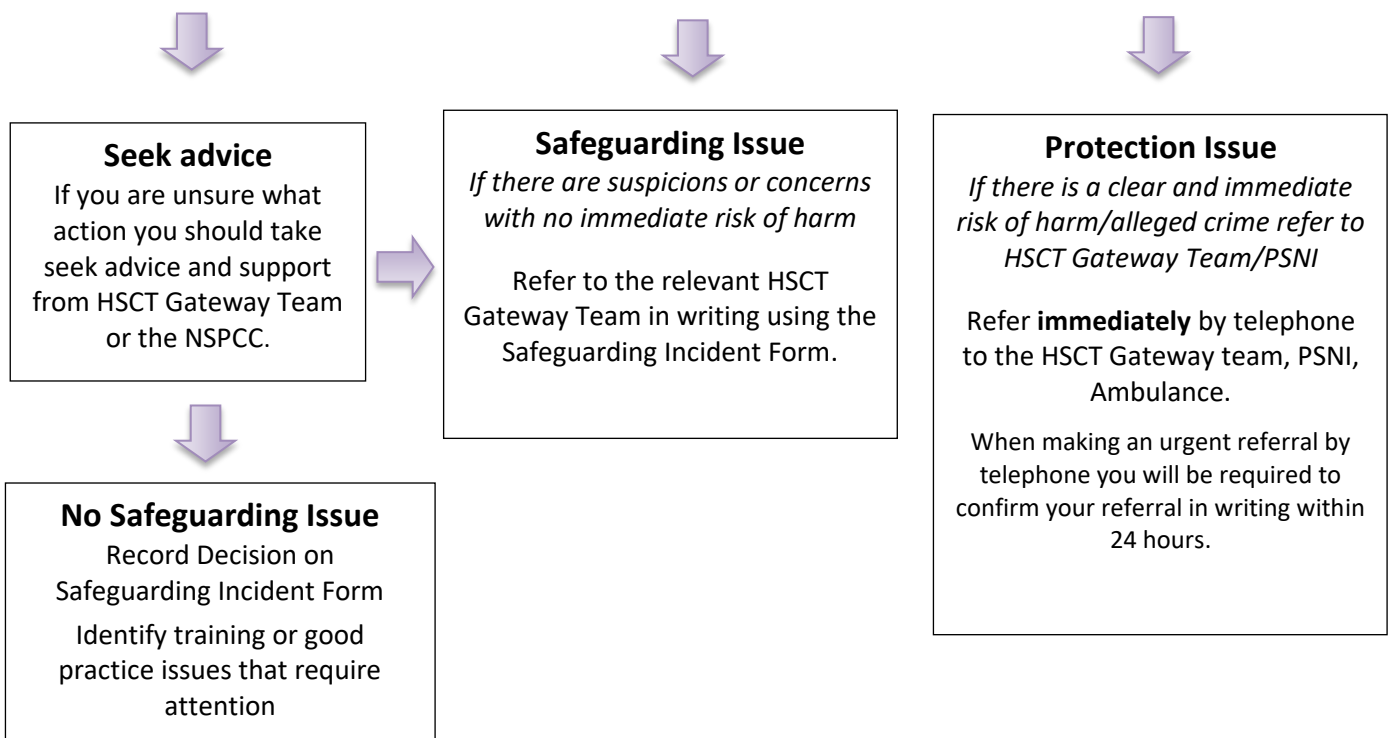 Seek advice
If you are unsure what
action you should take
seek advice and support
from HSCT Gateway Team
or the NSPCC.
Safeguarding Issue
If there are suspicions or concerns
with no immediate risk of harm
Refer to the relevant HSCT
Gateway Team in writing using the
Safeguarding Incident Form.
Protection Issue
If there is a clear and immediate
risk of harm/alleged crime refer to
HSCT Gateway Team/PSNI
Refer immediately by telephone
to the HSCT Gateway team, PSNI,
Ambulance.
When making an urgent referral by
telephone you will be required to
confirm your referral in writing within
24 hours.
No Safeguarding Issue
Record Decision on
Safeguarding Incident Form
Identify training or good
practice issues that require
attention